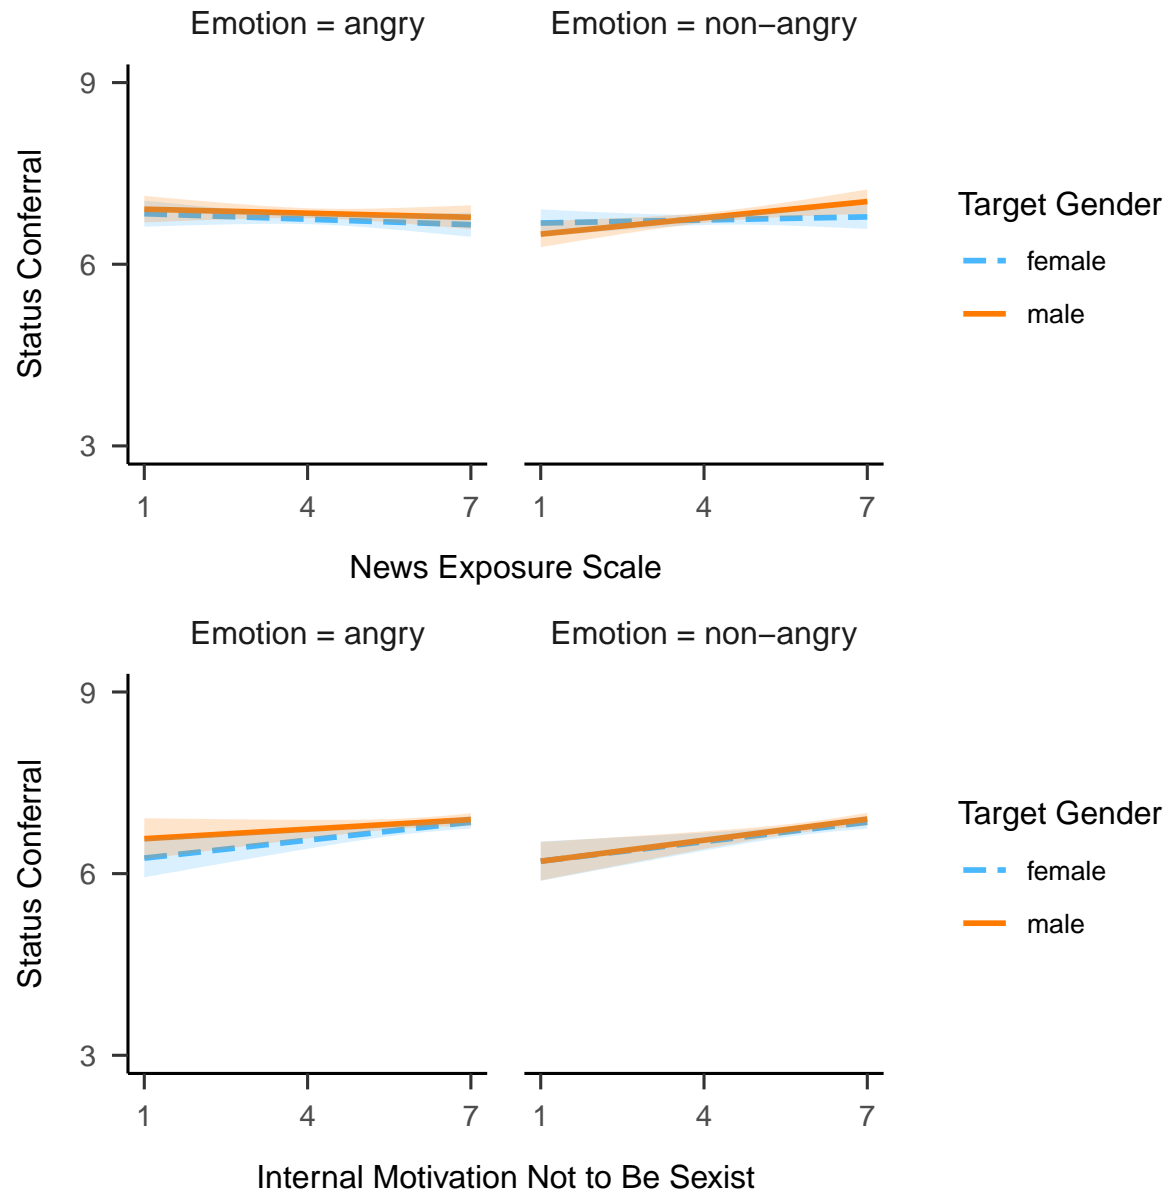 Emotion = angry
Emotion = non−angry
9
6
3
Status Conferral
1
4
7
1
4
7
News Exposure Scale
Target Gender
female
male
Emotion = angry
Emotion = non−angry
9
6
3
Status Conferral
1
4
7
1
4
7
Internal Motivation Not to Be Sexist
Target Gender
female
male